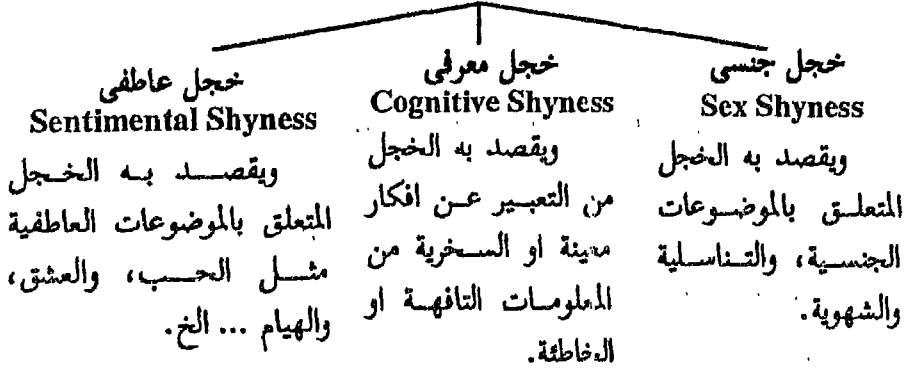 خجل جنسى
Sex Shyness
ويقصد به الخجل
المتعلق بالموضوعات
الجنسية، والتناسلية
والشهوية.
خجل معرفى
Cognitive Shyness
ويقصد به الخجل
من التعبير عن افكار
معينة او السخرية من
المعلومات التافهة او
الخاطئة.
خجل عاطفى
Sentimental Shyness
ويقصد به الخجل
المتعلق بالموضوعات العاطفية
مثل الحب، والعشق،
والهيام ... الخ.